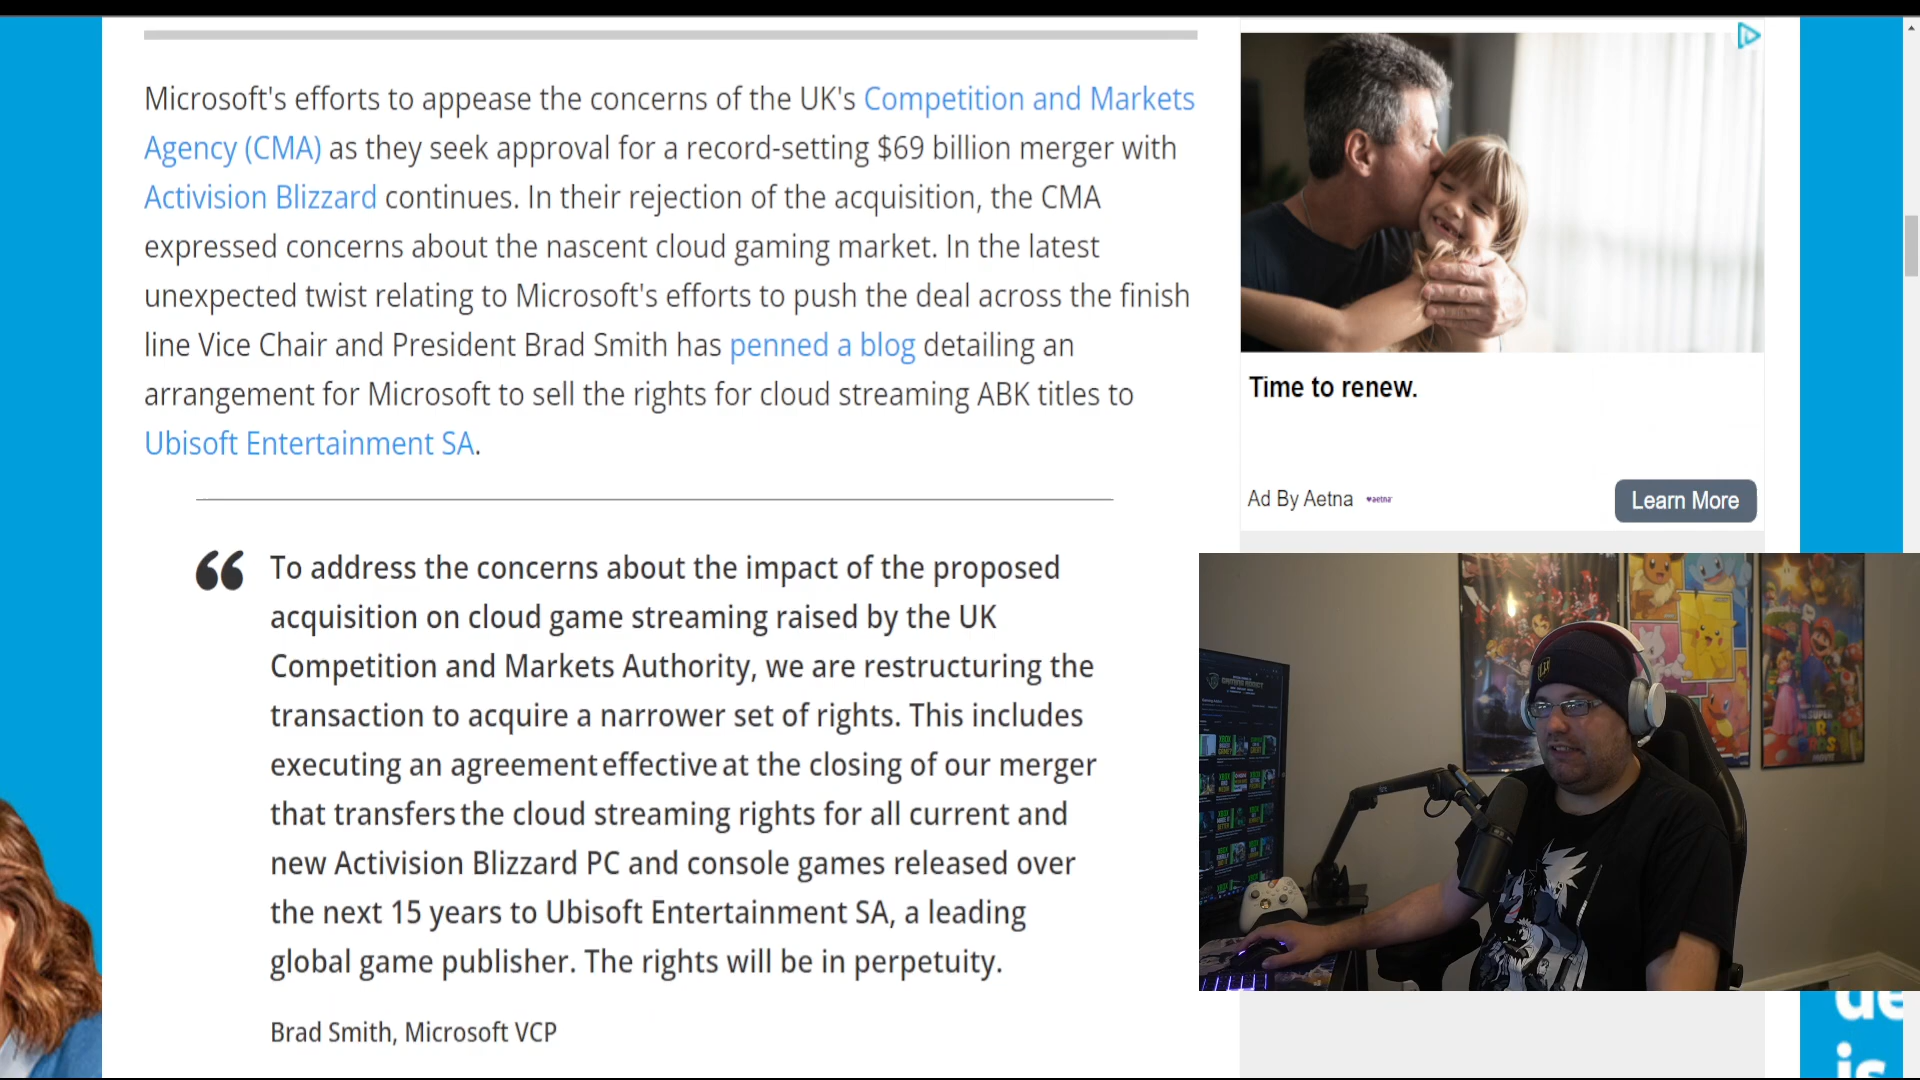 Microsoft's efforts to appease the concerns of the UK's Competition and Markets
Agency (CMA) as they seek approval for a record-setting $69 billion merger with
Activision Blizzard continues. In their rejection of the acquisition, the CMA
expressed concerns about the nascent cloud gaming market. In the latest
unexpected twist relating to Microsoft's efforts to push the deal across the finish
line Vice Chair and President Brad Smith has penned a blog detailing an
arrangement for Microsoft to sell the rights for cloud streaming ABK titles to
Ubisoft Entertainment SA.
“ To address the concerns about the impact of the proposed
acquisition on cloud game streaming raised by the UK
Competition and Markets Authority, we are restructuring the
transaction to acquire a narrower set of rights. This includes
executing an agreement effective at the closing of our merger
that transfers the cloud streaming rights for all current and
new Activision Blizzard PC and console games released over
the next 15 years to Ubisoft Entertainment SA, a leading
global game publisher. The rights will be in perpetuity.
Brad Smith, Microsoft VCP
Time to renew.
Ad By Aetna
aetna
Learn More
de
is